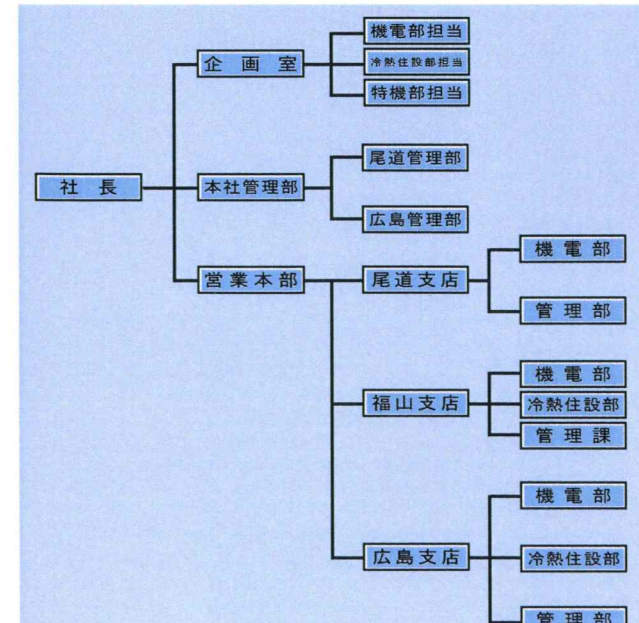 機電部担当
企画室
冷熱住設部担当
特機部担当
尾道管理部
社長
本社管理部
広島管理部
機電部
営業本部
尾道支店
管理部
機電部
福山支店
冷熱住設部
管理課
機電部
広島支店
冷熱住設部
管理部